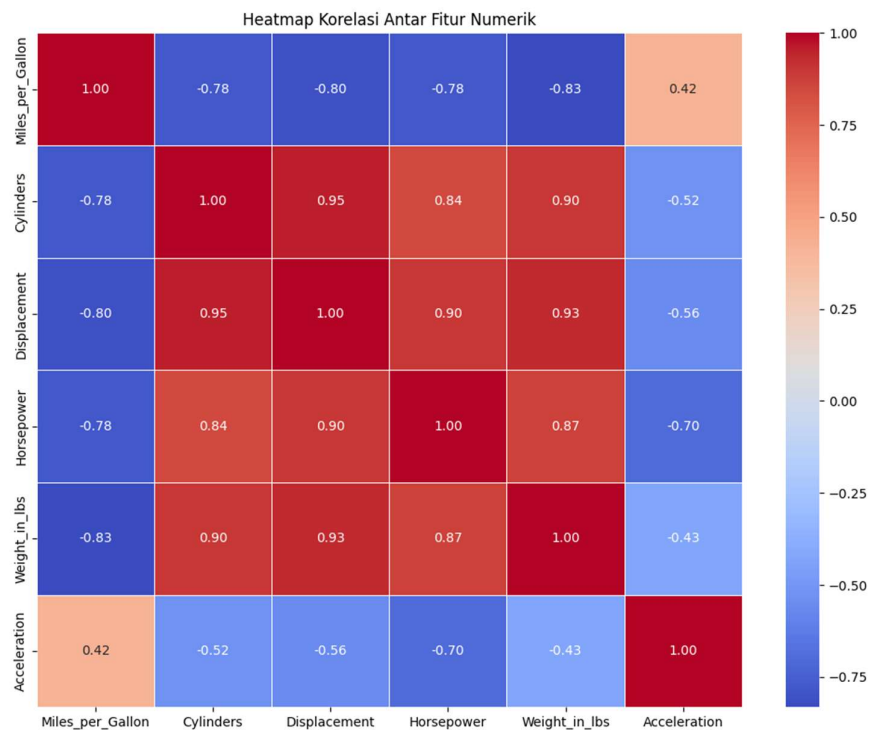 Heatmap Korelasi Antar Fitur Numerik
Miles_per_Gallon 1.00 -0.78 -0.80 -0.78 -0.83 0.42
Cylinders -0.78 1.00 0.95 0.84 0.90 -0.52
Displacement -0.80 0.95 1.00 0.90 0.93 -0.56
Horsepower -0.78 0.84 0.90 1.00 0.87 -0.70
Weight_in_lbs -0.83 0.90 0.93 0.87 1.00 -0.43
Acceleration 0.42 -0.52 -0.56 -0.70 -0.43 1.00
Miles_per_Gallon Cylinders Displacement Horsepower Weight_in_lbs Acceleration
1.00
0.75
0.50
0.25
0.00
−0.25
−0.50
−0.75